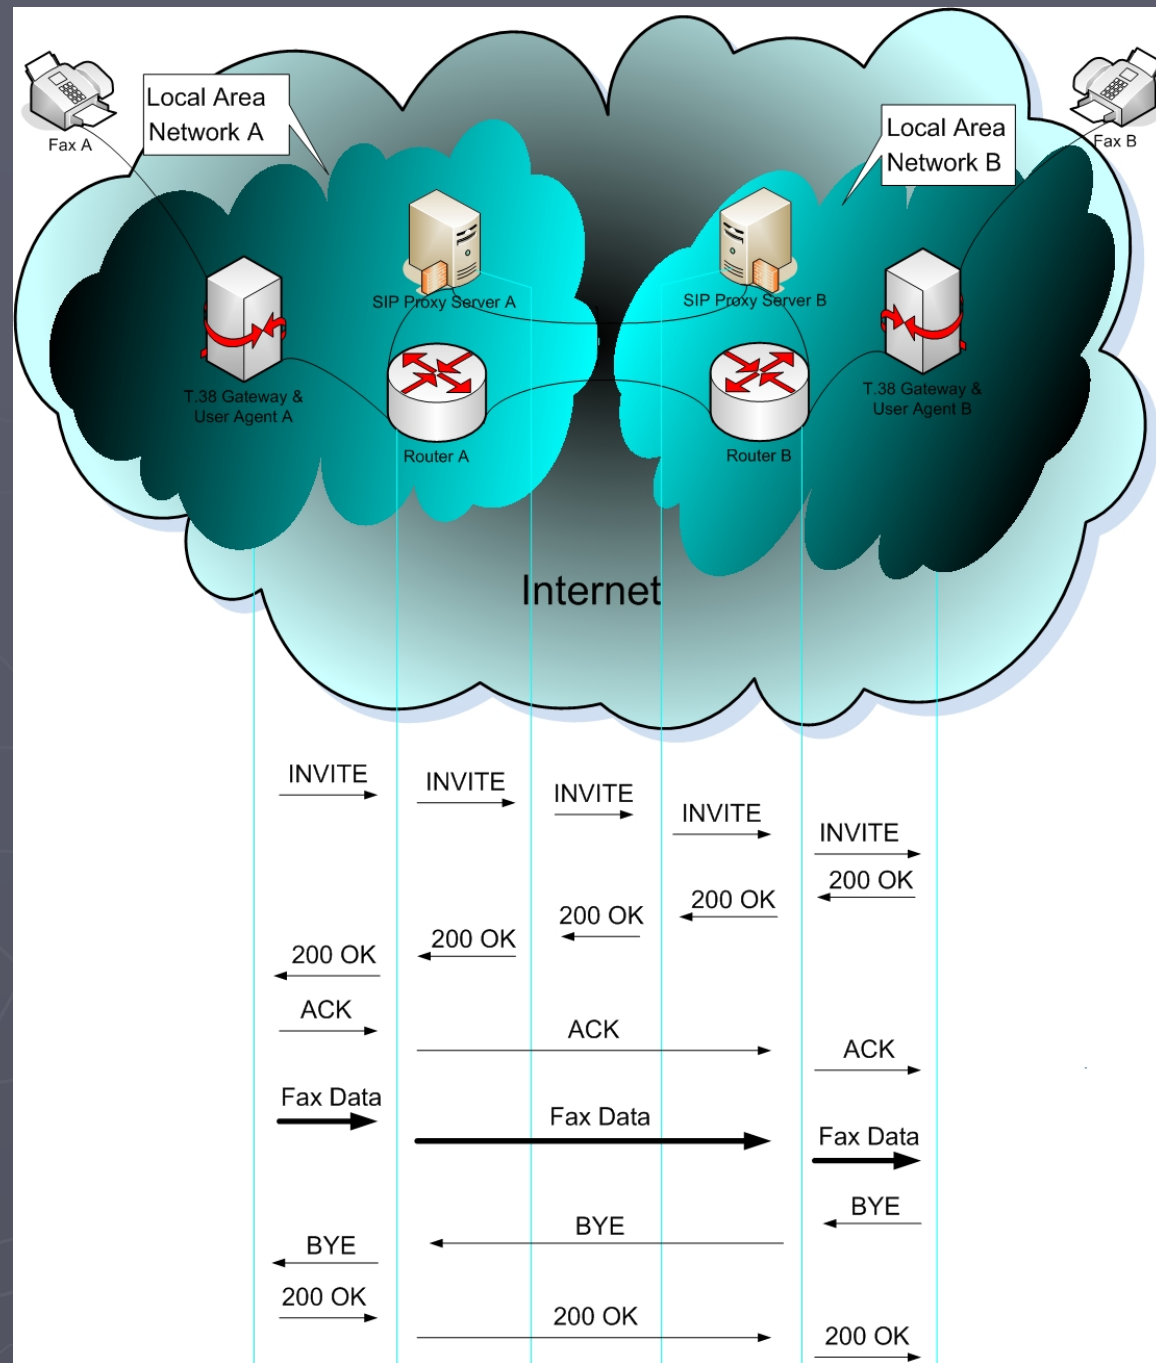 Fax A
Local Area
Network A
Local Area
Network B
Fax B
SIP Proxy Server A
SIP Proxy Server B
T.38 Gateway &
User Agent A
T.38 Gateway &
User Agent B
Router A
Router B
Internet
INVITE
INVITE
INVITE
INVITE
INVITE
200 OK
200 OK
200 OK
200 OK
200 OK
ACK
ACK
ACK
Fax Data
Fax Data
Fax Data
BYE
BYE
BYE
200 OK
200 OK
200 OK